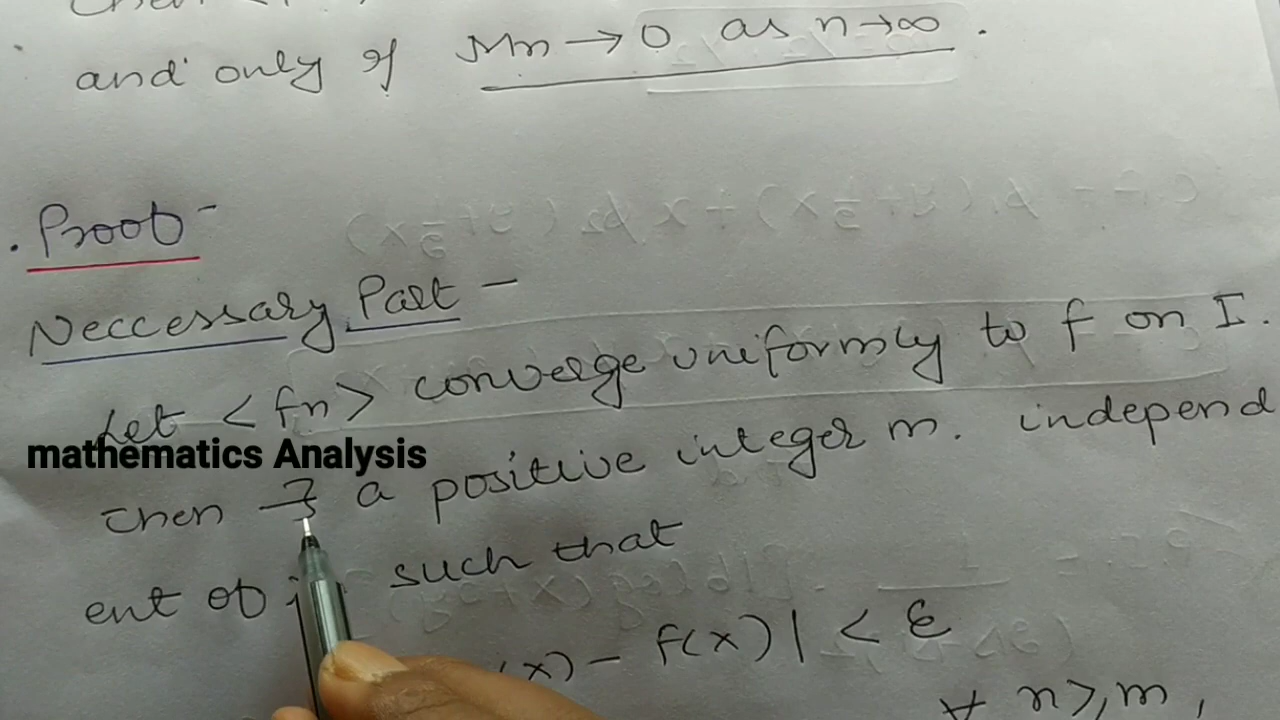 and only if Mn → 0 as n→∞.
Proof -
Neccessary Part -
Let <fn> converge uniformly to f on I.
mathematics Analysis
Then ∃ a positive integer m. independ
ent of such that
(x) - f(x)| < ε
∀ n ≥ m,